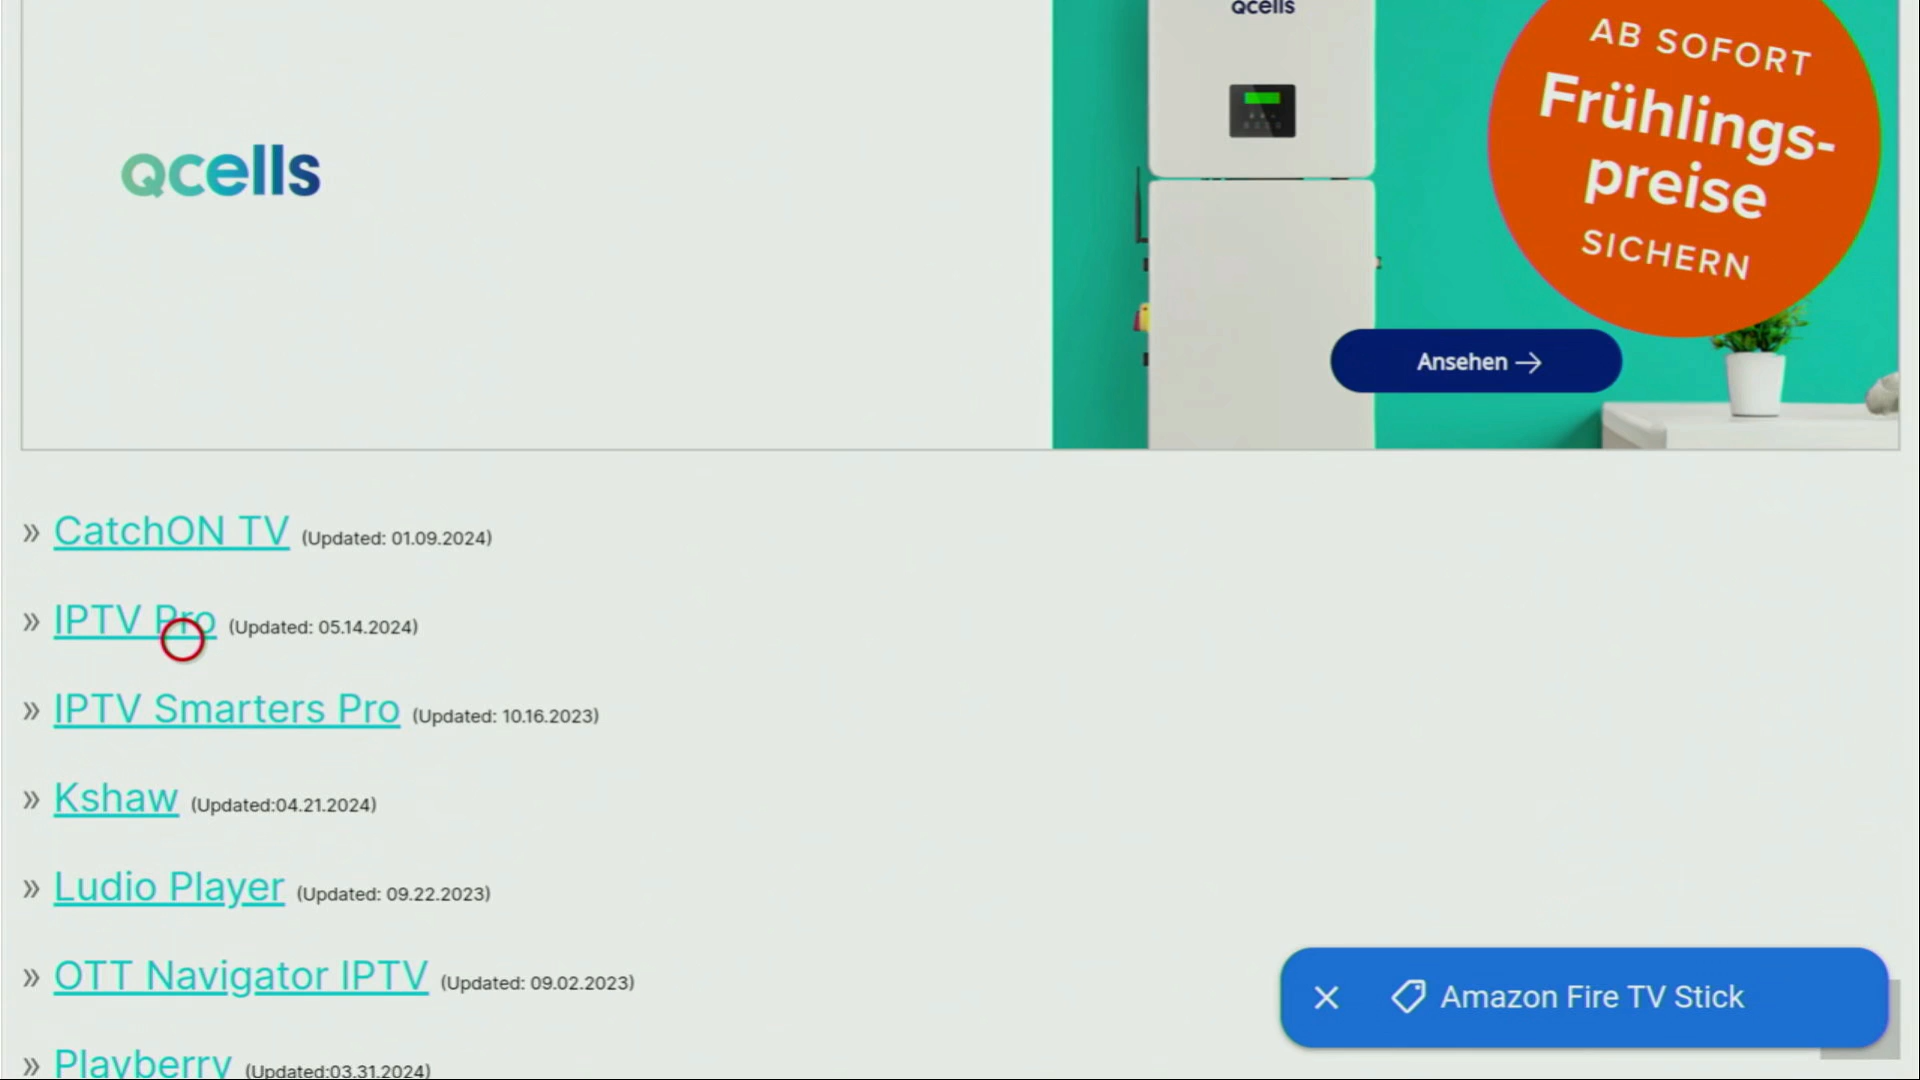 Qcells
AB SOFORT
Frühlings-
preise
SICHERN
qcells
Ansehen →
» CatchON TV (Updated: 01.09.2024)
» IPTV Pro (Updated: 05.14.2024)
» IPTV Smarters Pro (Updated: 10.16.2023)
» Kshaw (Updated:04.21.2024)
» Ludio Player (Updated: 09.22.2023)
» OTT Navigator IPTV (Updated: 09.02.2023)
Amazon Fire TV Stick
» Playberry (Updated:03.31.2024)